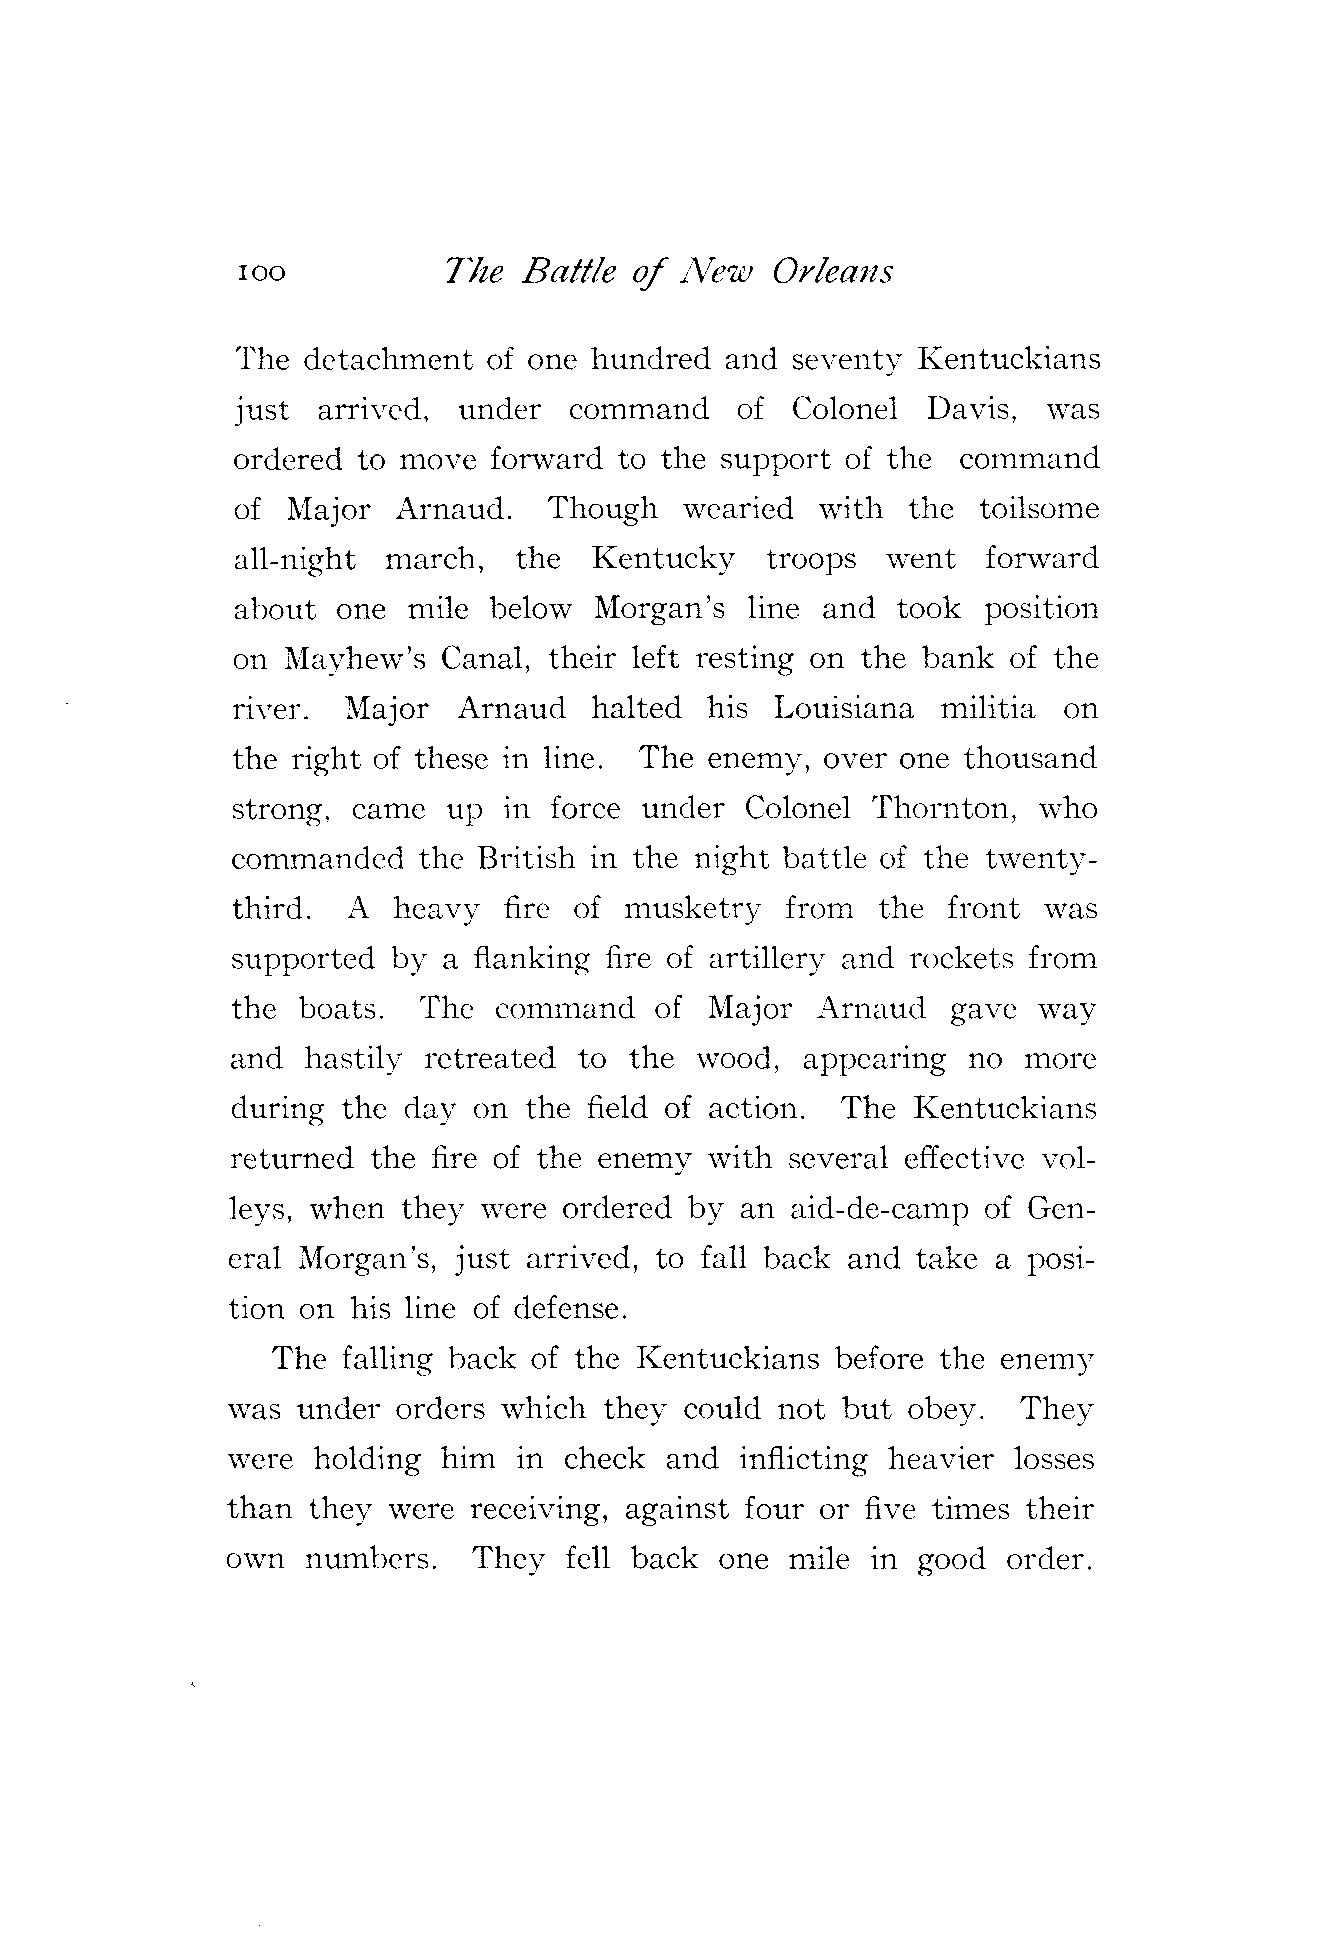 100 The Battle of New Orleans
The detachment of one hundred and seventy Kentuckians
just arrived, under command of Colonel Davis, was
ordered to move forward to the support of the command
of Major Arnaud. Though wearied with the toilsome
all-night march, the Kentucky troops went forward
about one mile below Morgan's line and took position
on Mayhew's Canal, their left resting on the bank of the
river. Major Arnaud halted his Louisiana militia on
the right of these in line. The enemy, over one thousand
strong, came up in force under Colonel Thornton, who
commanded the British in the night battle of the twenty-
third. A heavy fire of musketry from the front was
supported by a flanking fire of artillery and rockets from
the boats. The command of Major Arnaud gave way
and hastily retreated to the wood, appearing no more
during the day on the field of action. The Kentuckians
returned the fire of the enemy with several effective vol-
leys, when they were ordered by an aid-de-camp of Gen-
eral Morgan's, just arrived, to fall back and take a posi-
tion on his line of defense.
The falling back of the Kentuckians before the enemy
was under orders which they could not but obey. They
were holding him in check and inflicting heavier losses
than they were receiving, against four or five times their
own numbers. They fell back one mile in good order.